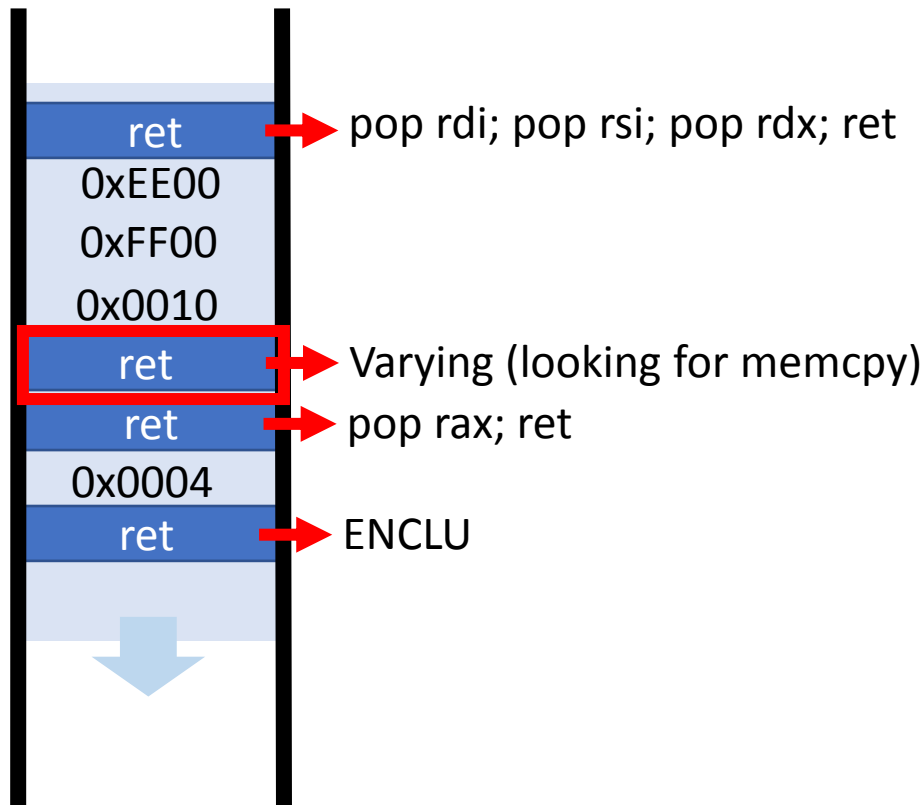 ret pop rdi; pop rsi; pop rdx; ret
0xEE00
0xFF00
0x0010
ret Varying (looking for memcpy)
ret pop rax; ret
0x0004
ret ENCLU